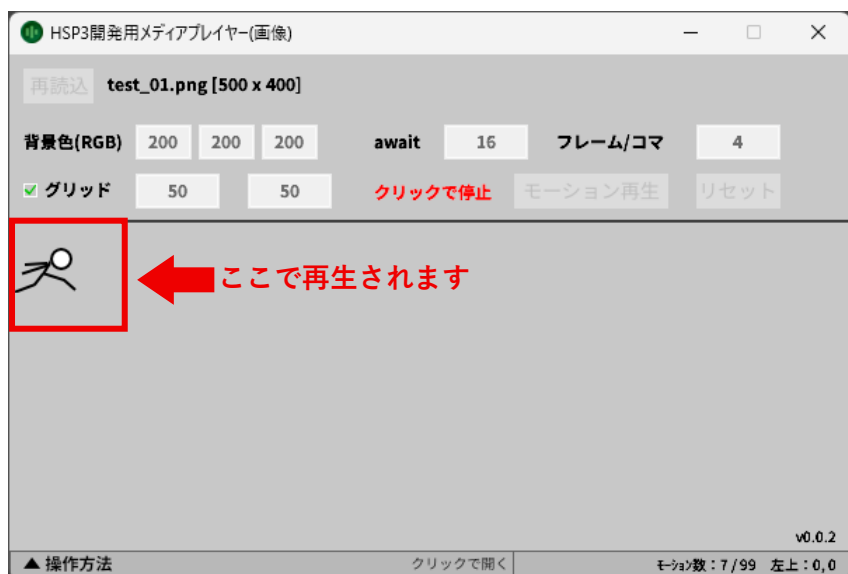 HSP3開発用メディアプレイヤー(画像)
再読込 test_01.png [500 x 400]
背景色(RGB) 200 200 200 await 16 フレーム/コマ 4
グリッド 50 50 クリックで停止 モーション再生 リセット
ここで再生されます
v0.0.2
▲ 操作方法 クリックで開く ﾓｰｼｮﾝ数：7/99 左上：0,0